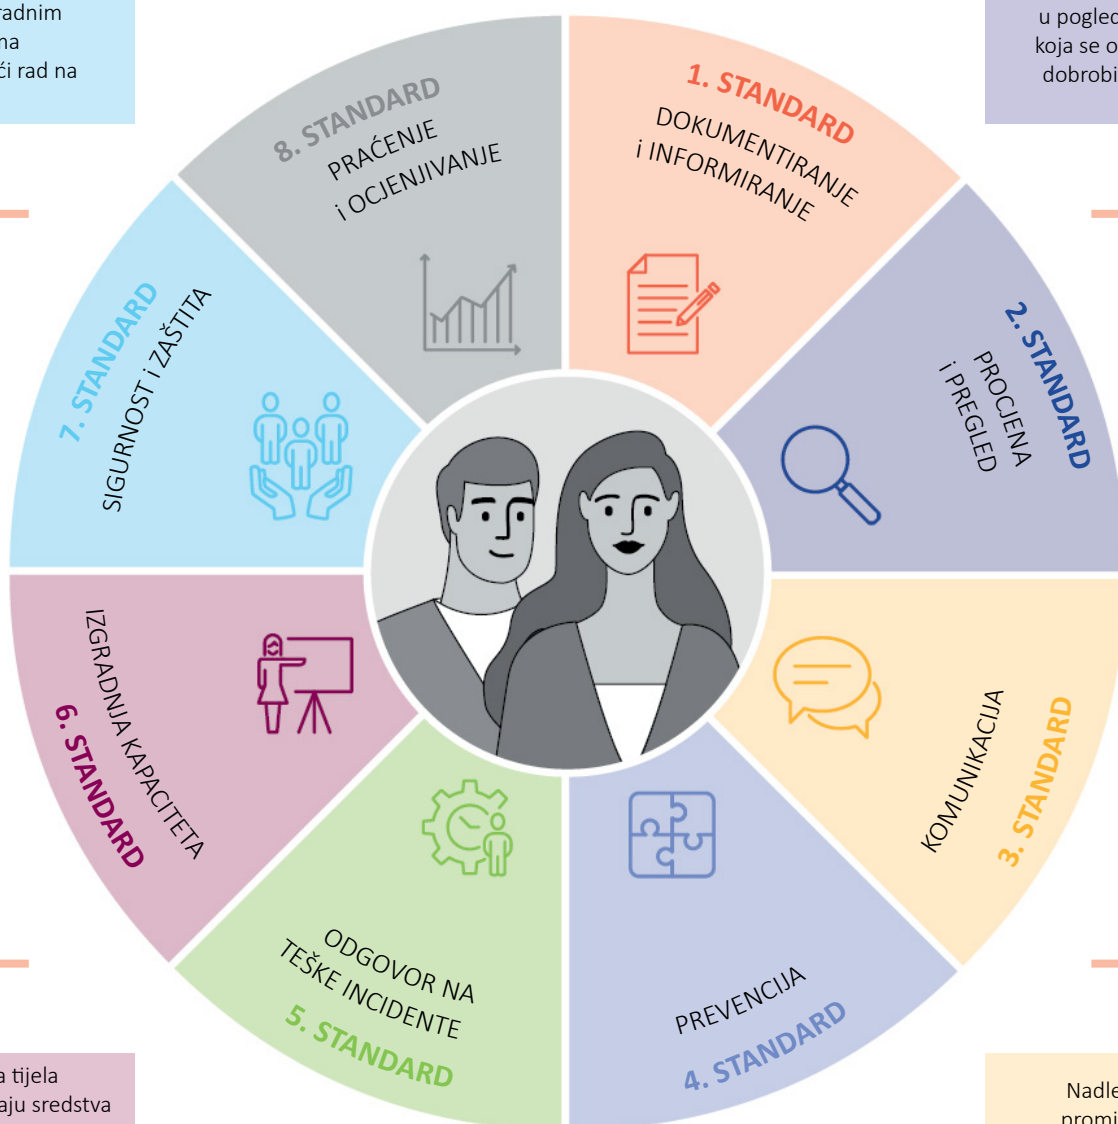 u pogled
koja se o
dobrobi
1. STANDARD
DOKUMENTIRANJE
i INFORMIRANJE
2. STANDARD
PROCJENA
i PREGLED
3. STANDARD
KOMUNIKACIJA
4. STANDARD
PREVENCIJA
5. STANDARD
ODGOVOR NA
TEŠKE INCIDENTE
6. STANDARD
IZGRADNJA KAPACITETA
7. STANDARD
SIGURNOST i ZAŠTITA
8. STANDARD
PRAĆENJE
i OCJENJIVANJE
radnim
ma
ći rad na
a tijela
aju sredstva
Nadle
promi